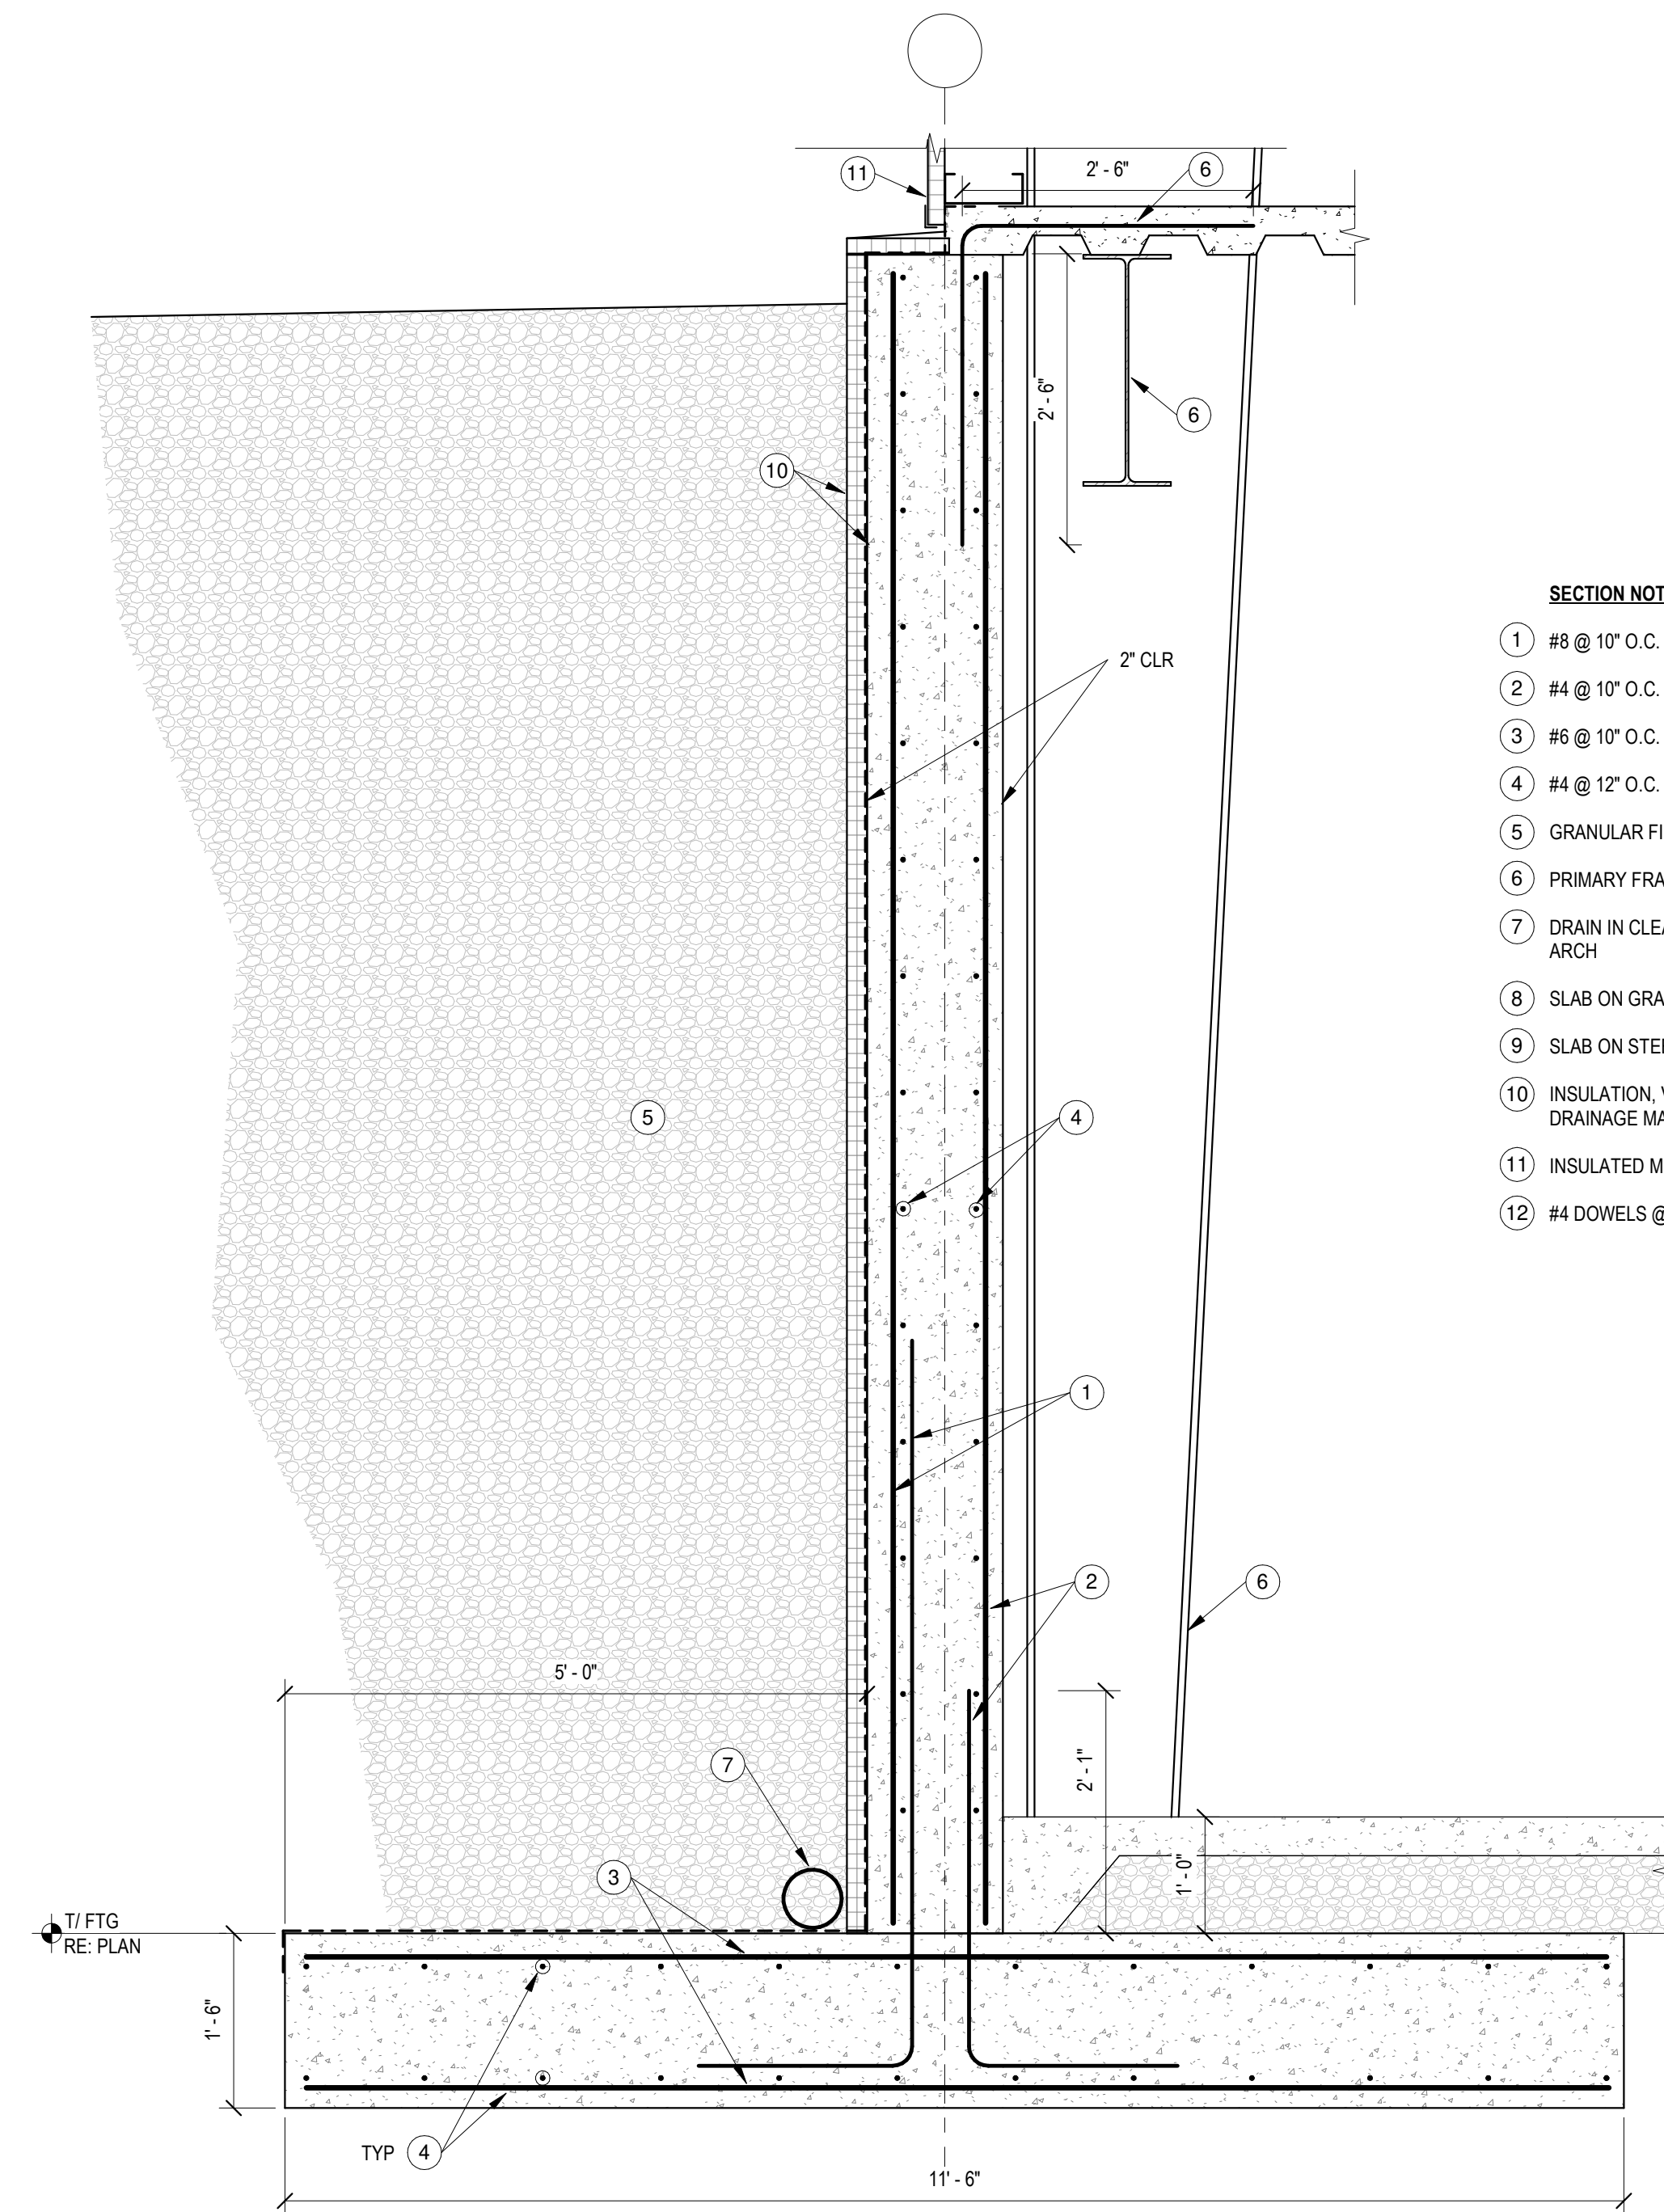 11
2' - 6"
6
2' - 6"
6
10
2" CLR
SECTION NOT
1 #8 @ 10" O.C.
2 #4 @ 10" O.C.
3 #6 @ 10" O.C.
4 #4 @ 12" O.C.
5 GRANULAR FI
6 PRIMARY FRA
7 DRAIN IN CLEA
ARCH
8 SLAB ON GRA
9 SLAB ON STE
10 INSULATION, V
DRAINAGE MA
11 INSULATED M
12 #4 DOWELS @
5
4
1
2
6
5' - 0"
7
2' - 1"
3
1' - 0"
T/ FTG
RE: PLAN
1' - 6"
TYP 4
11' - 6"